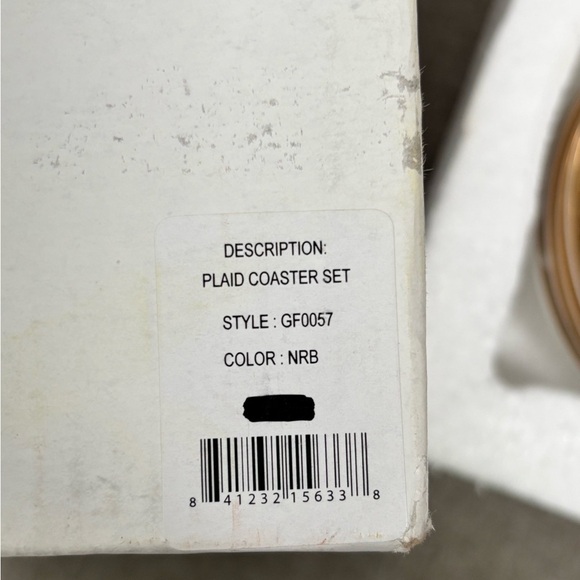 DESCRIPTION:
PLAID COASTER SET
STYLE : GF0057
COLOR : NRB
8 41232 15633 8